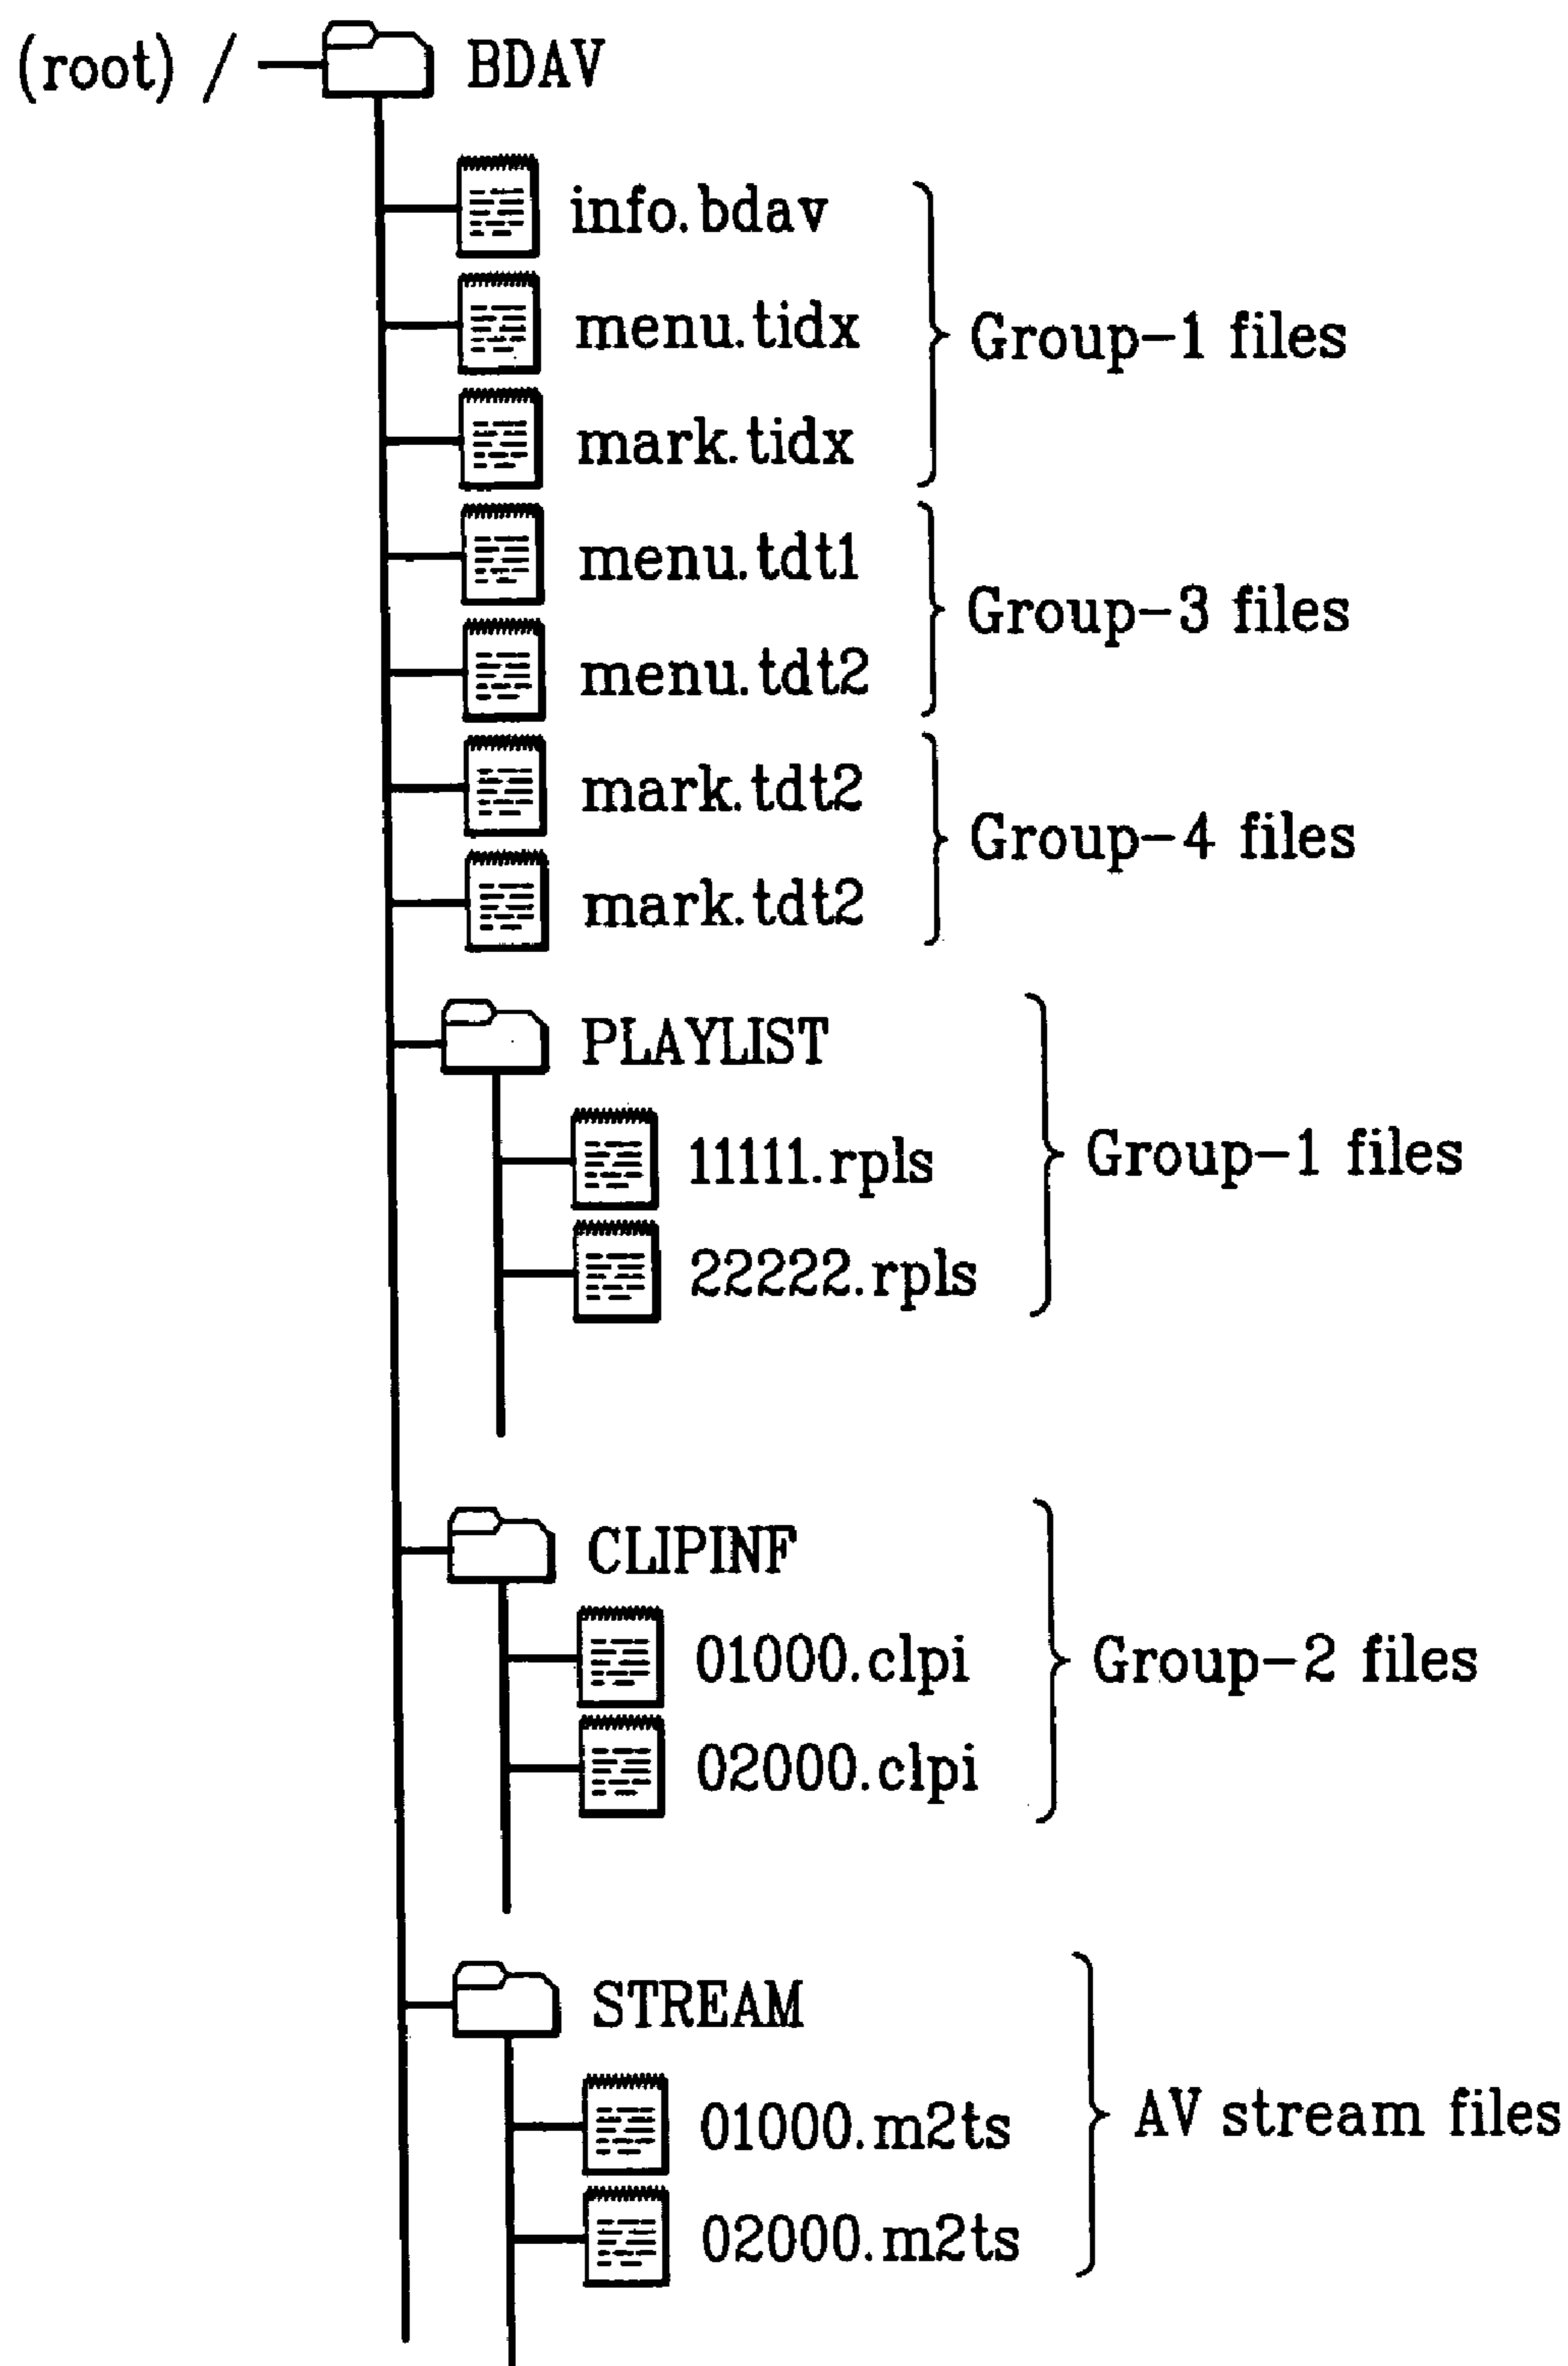 (root) / BDAV
info.bdav
menu.tidx
Group-1 files
mark.tidx
menu.tdt1
Group-3 files
menu.tdt2
mark.tdt2
Group-4 files
mark.tdt2
PLAYLIST
11111.rpls
Group-1 files
22222.rpls
CLIPINF
01000.clpi
Group-2 files
02000.clpi
STREAM
01000.m2ts
AV stream files
02000.m2ts